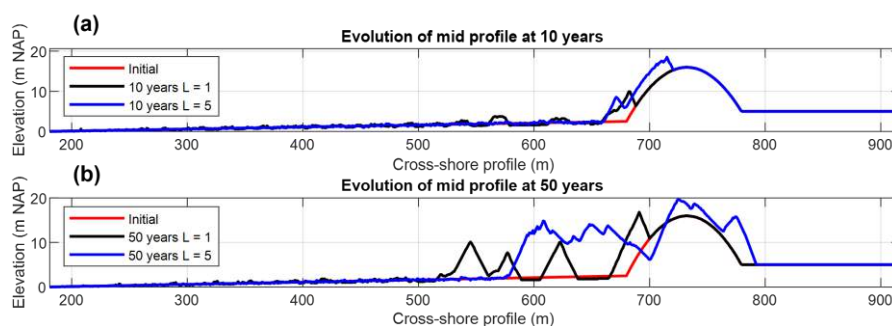 (a)
Evolution of mid profile at 10 years
Elevation (m NAP)
20
10
0
Initial
10 years L = 1
10 years L = 5
200 300 400 500 600 700 800 900
Cross-shore profile (m)
(b)
Evolution of mid profile at 50 years
Elevation (m NAP)
20
10
0
Initial
50 years L = 1
50 years L = 5
200 300 400 500 600 700 800 900
Cross-shore profile (m)